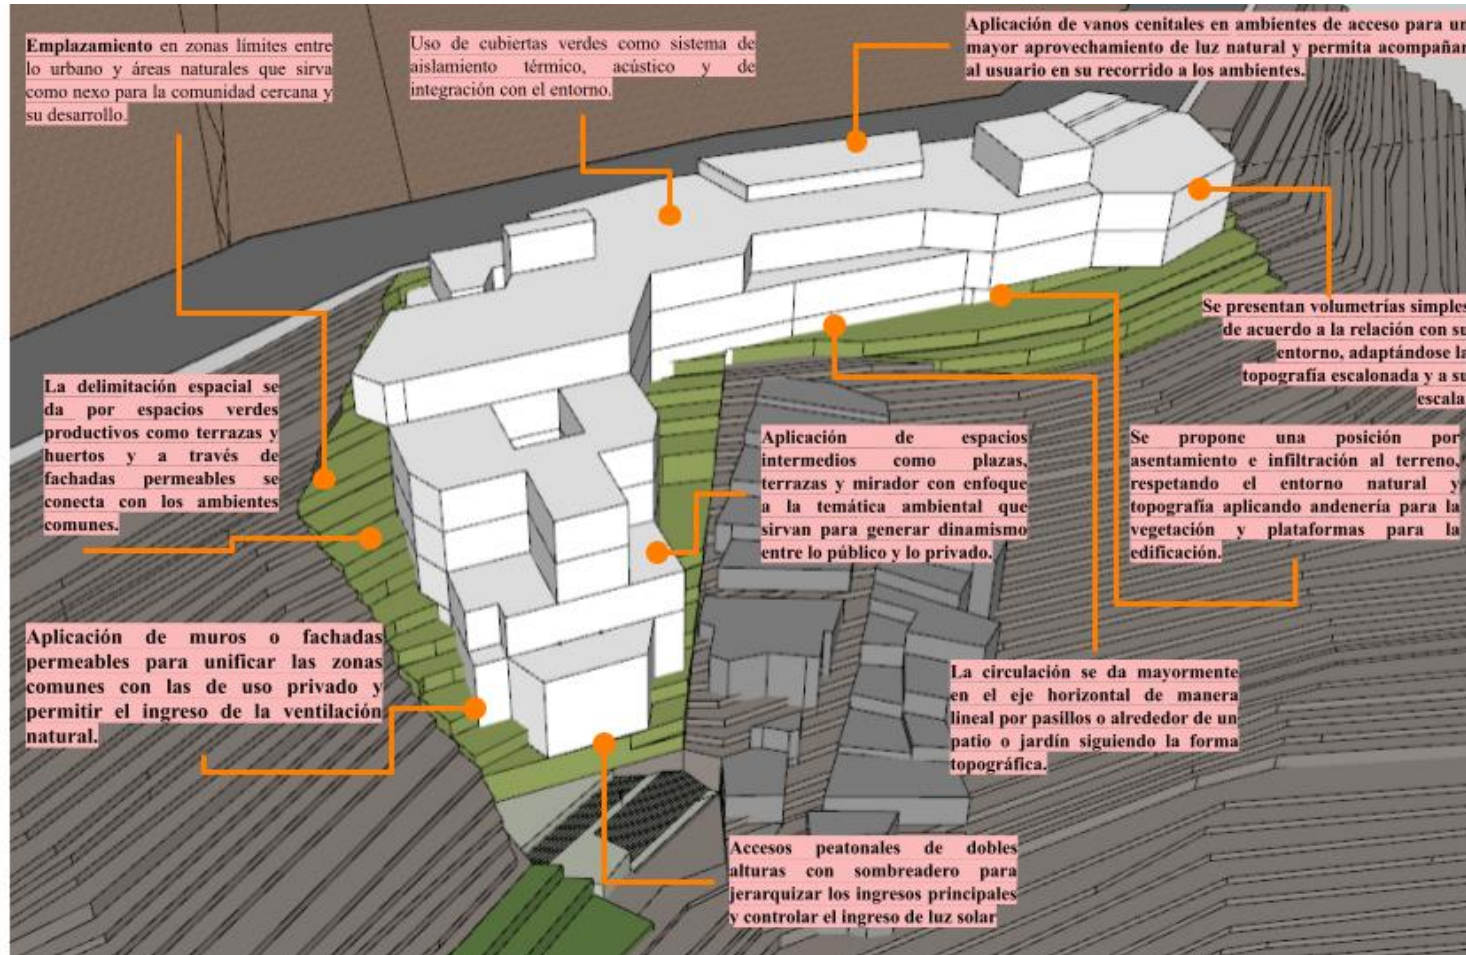 Emplazamiento en zonas límites entre
lo urbano y áreas naturales que sirva
como nexo para la comunidad cercana y
su desarrollo.
Uso de cubiertas verdes como sistema de
aislamiento térmico, acústico y de
integración con el entorno.
Aplicación de vanos cenitales en ambientes de acceso para un
mayor aprovechamiento de luz natural y permita acompañar
al usuario en su recorrido a los ambientes.
Se presentan volumetrías simples
de acuerdo a la relación con su
entorno, adaptándose la
topografía escalonada y a su
escala
La delimitación espacial se
da por espacios verdes
productivos como terrazas y
huertos y a través de
fachadas permeables se
conecta con los ambientes
comunes.
Aplicación de espacios
intermedios como plazas,
terrazas y mirador con enfoque
a la temática ambiental que
sirvan para generar dinamismo
entre lo público y lo privado.
Se propone una posición por
asentamiento e infiltración al terreno,
respetando el entorno natural y
topografía aplicando andenería para la
vegetación y plataformas para la
edificación.
Aplicación de muros o fachadas
permeables para unificar las zonas
comunes con las de uso privado y
permitir el ingreso de la ventilación
natural.
La circulación se da mayormente
en el eje horizontal de manera
lineal por pasillos o alrededor de un
patio o jardín siguiendo la forma
topográfica.
Accesos peatonales de dobles
alturas con sombreadero para
jerarquizar los ingresos principales
y controlar el ingreso de luz solar